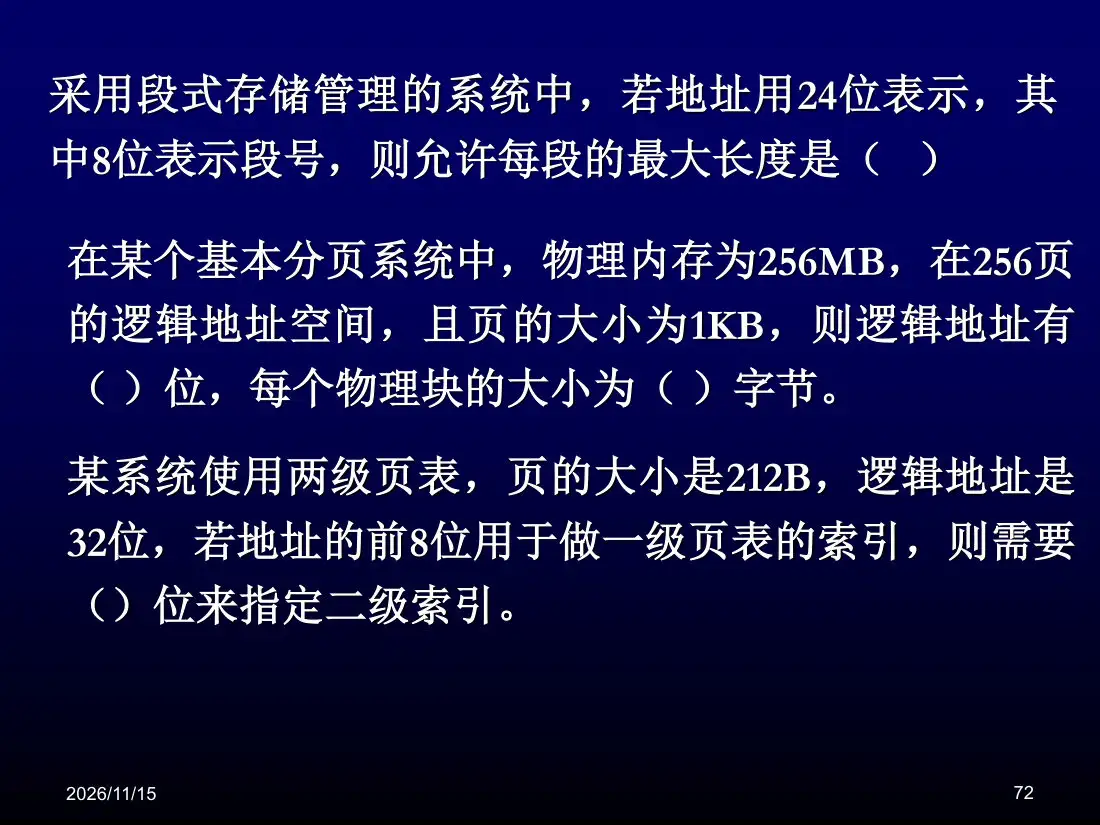 采用段式存储管理的系统中，若地址用24位表示，其
中8位表示段号，则允许每段的最大长度是（ ）
在某个基本分页系统中，物理内存为256MB，在256页
的逻辑地址空间，且页的大小为1KB，则逻辑地址有
（ ）位，每个物理块的大小为（ ）字节。
某系统使用两级页表，页的大小是212B，逻辑地址是
32位，若地址的前8位用于做一级页表的索引，则需要
（）位来指定二级索引。
2026/11/15
72